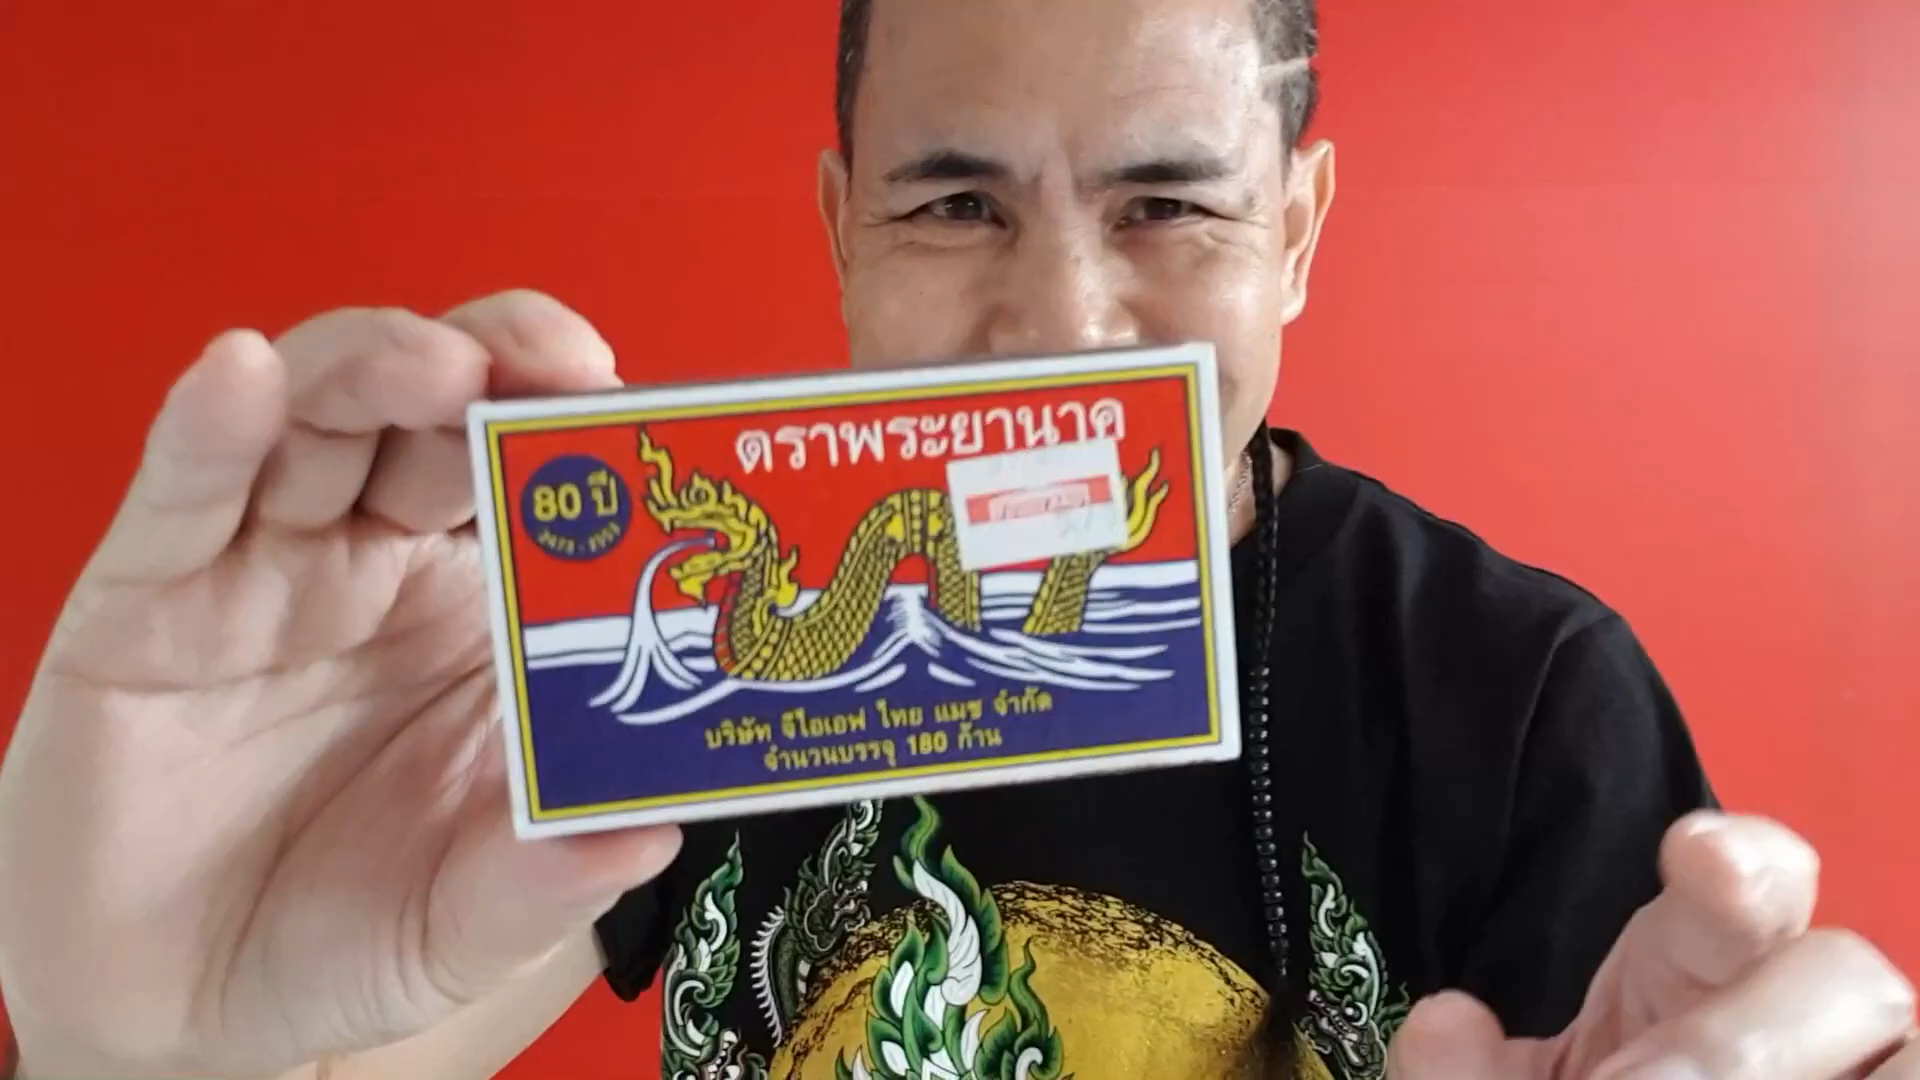 ตราพระยานาค
80 ปี
บริษัท จีไอเอฟ ไทย แมช จำกัด
จำนวนบรรจุ 180 ก้าน